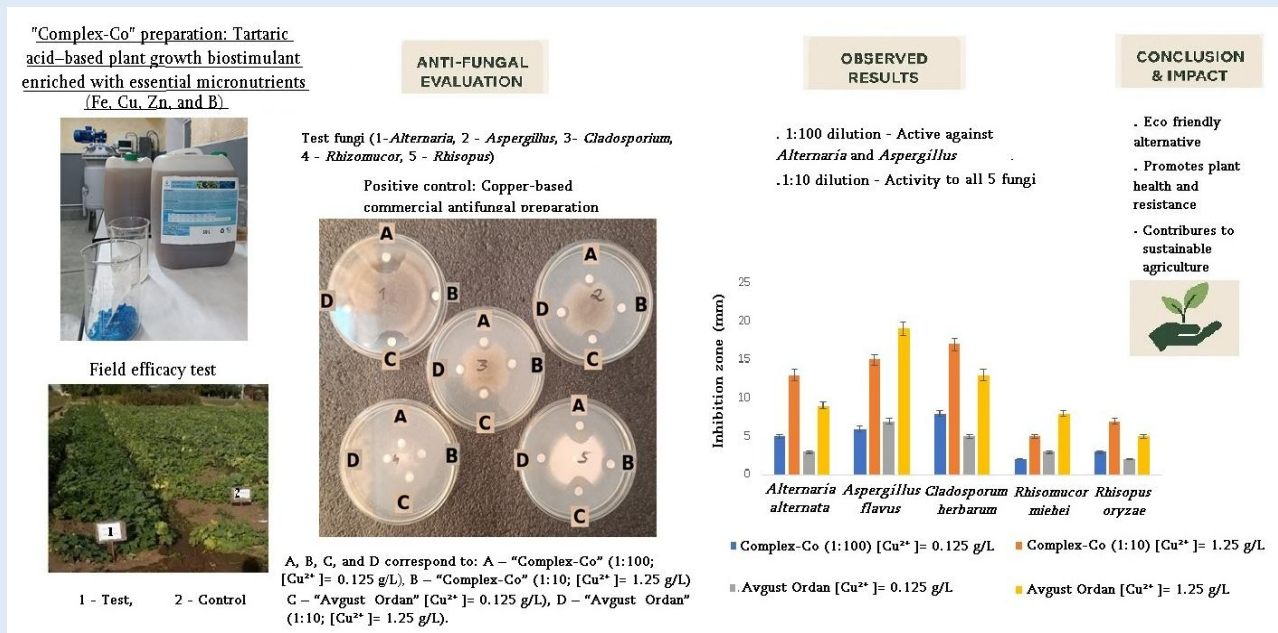 "Complex-Co" preparation: Tartaric
acid–based plant growth biostimulant
enriched with essential micronutrients
(Fe, Cu, Zn, and B)
Field efficacy test
1
2
1 - Test, 2 - Control
ANTI-FUNGAL
EVALUATION
Test fungi (1-Alternaria, 2 - Aspergillus, 3- Cladosporium,
4 - Rhizomucor, 5 - Rhisopus)
Positive control: Copper-based
commercial antifungal preparation
A
B
C
D
1
A
B
C
D
2
A
B
C
D
3
A
B
C
D
4
A
B
C
D
5
A, B, C, and D correspond to: A – “Complex-Co” (1:100;
[Cu²⁺ ]= 0.125 g/L), B – “Complex-Co” (1:10; [Cu²⁺ ]= 1.25 g/L)
C – “Avgust Ordan” [Cu²⁺ ]= 0.125 g/L), D – “Avgust Ordan”
(1:10; [Cu²⁺ ]= 1.25 g/L).
OBSERVED
RESULTS
. 1:100 dilution - Active against
Alternaria and Aspergillus .
.1:10 dilution - Activity to all 5 fungi
Inhibition zone (mm)
25
20
15
10
5
0
Alternaria
alternata
Aspergillus
flavus
Cladosporum
herbarum
Rhisomucor
miehei
Rhisopus
oryzae
Complex-Co (1:100) [Cu²⁺ ]= 0.125 g/L
Complex-Co (1:10) [Cu²⁺ ]= 1.25 g/L
Avgust Ordan [Cu²⁺ ]= 0.125 g/L
Avgust Ordan [Cu²⁺ ]= 1.25 g/L
CONCLUSION
& IMPACT
. Eco friendly
alternative
. Promotes plant
health and
resistance
- Contribures to
sustainable
agriculture